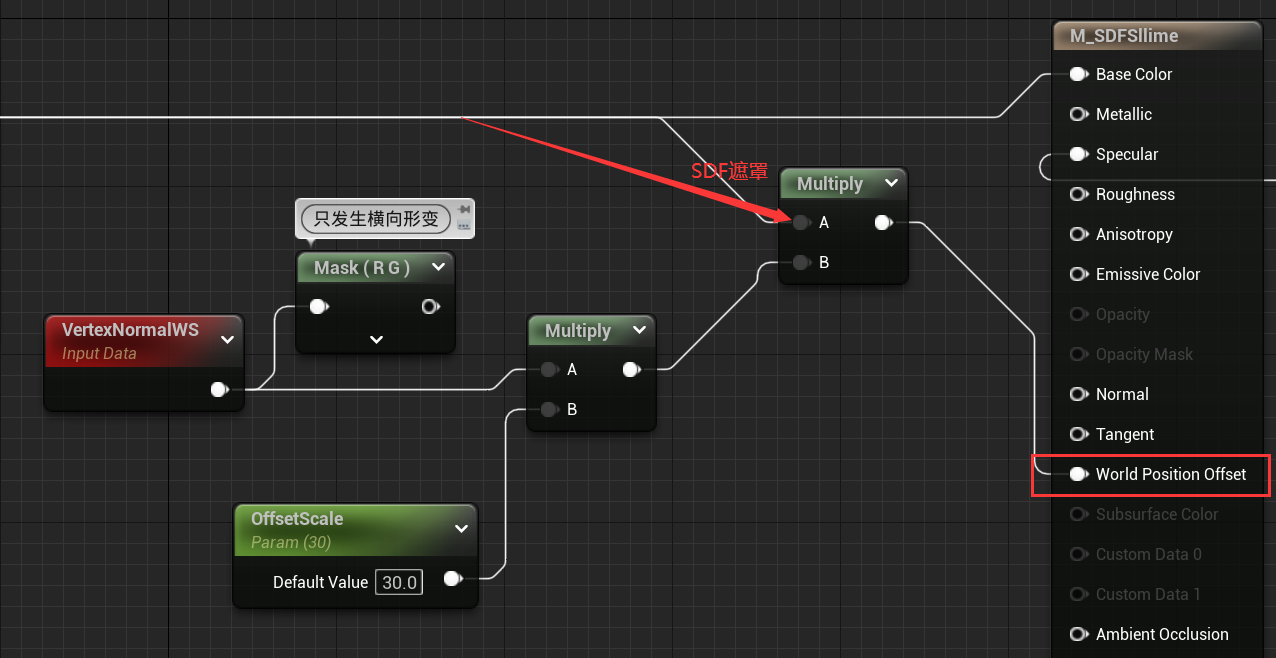 M_SDFSllime
Base Color
Metallic
Specular
Roughness
Anisotropy
Emissive Color
Opacity
Opacity Mask
Normal
Tangent
World Position Offset
Subsurface Color
Custom Data 0
Custom Data 1
Ambient Occlusion
SDF遮罩
Multiply
A
B
只发生横向形变
Mask ( R G )
VertexNormalWS
Input Data
Multiply
A
B
OffsetScale
Param (30)
Default Value 30.0